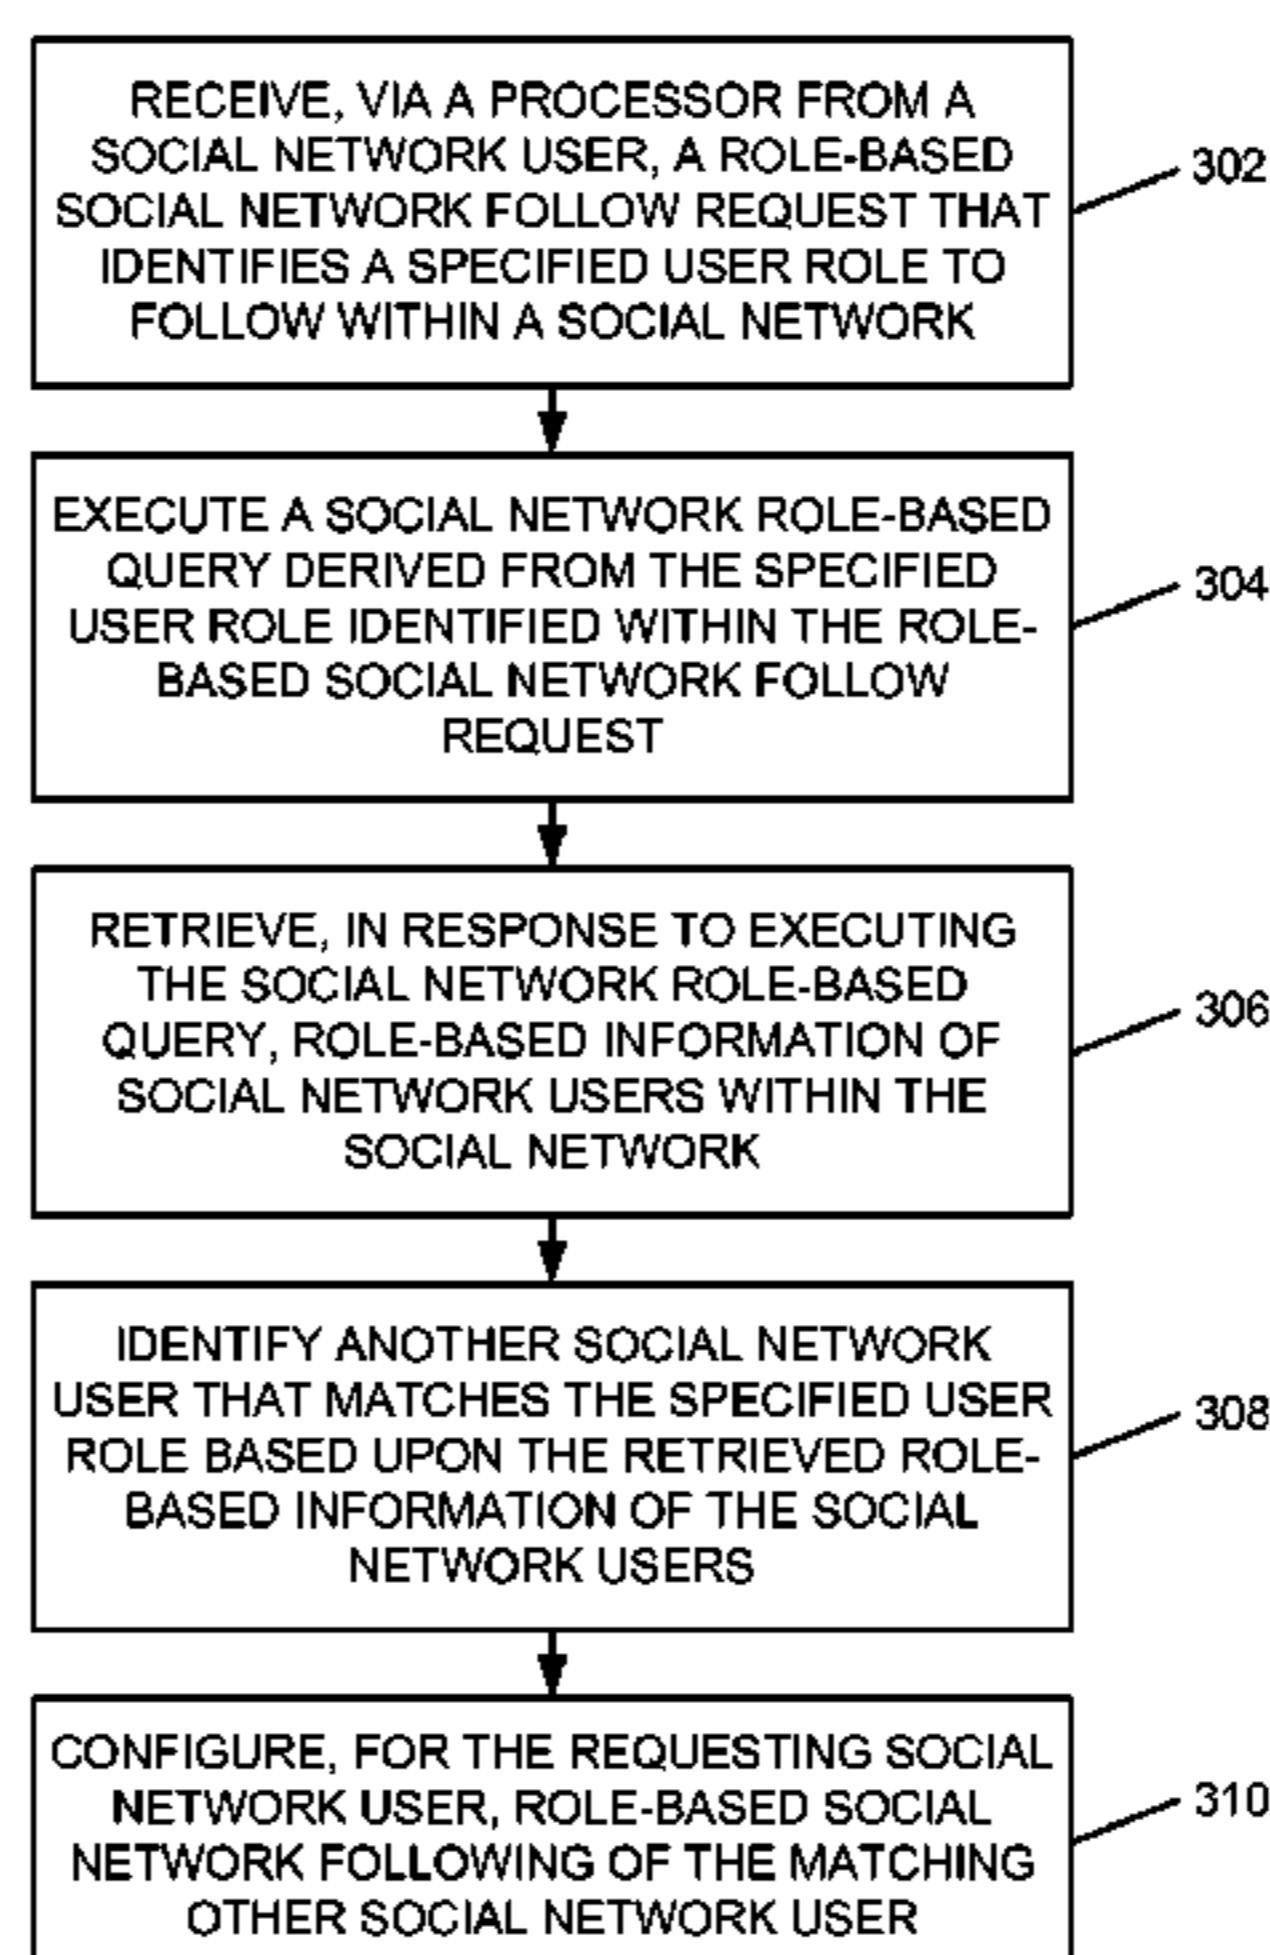 RECEIVE, VIA A PROCESSOR FROM A
SOCIAL NETWORK USER, A ROLE-BASED
SOCIAL NETWORK FOLLOW REQUEST THAT
IDENTIFIES A SPECIFIED USER ROLE TO
FOLLOW WITHIN A SOCIAL NETWORK
302
EXECUTE A SOCIAL NETWORK ROLE-BASED
QUERY DERIVED FROM THE SPECIFIED
USER ROLE IDENTIFIED WITHIN THE ROLE-
BASED SOCIAL NETWORK FOLLOW
REQUEST
304
RETRIEVE, IN RESPONSE TO EXECUTING
THE SOCIAL NETWORK ROLE-BASED
QUERY, ROLE-BASED INFORMATION OF
SOCIAL NETWORK USERS WITHIN THE
SOCIAL NETWORK
306
IDENTIFY ANOTHER SOCIAL NETWORK
USER THAT MATCHES THE SPECIFIED USER
ROLE BASED UPON THE RETRIEVED ROLE-
BASED INFORMATION OF THE SOCIAL
NETWORK USERS
308
CONFIGURE, FOR THE REQUESTING SOCIAL
NETWORK USER, ROLE-BASED SOCIAL
NETWORK FOLLOWING OF THE MATCHING
OTHER SOCIAL NETWORK USER
310